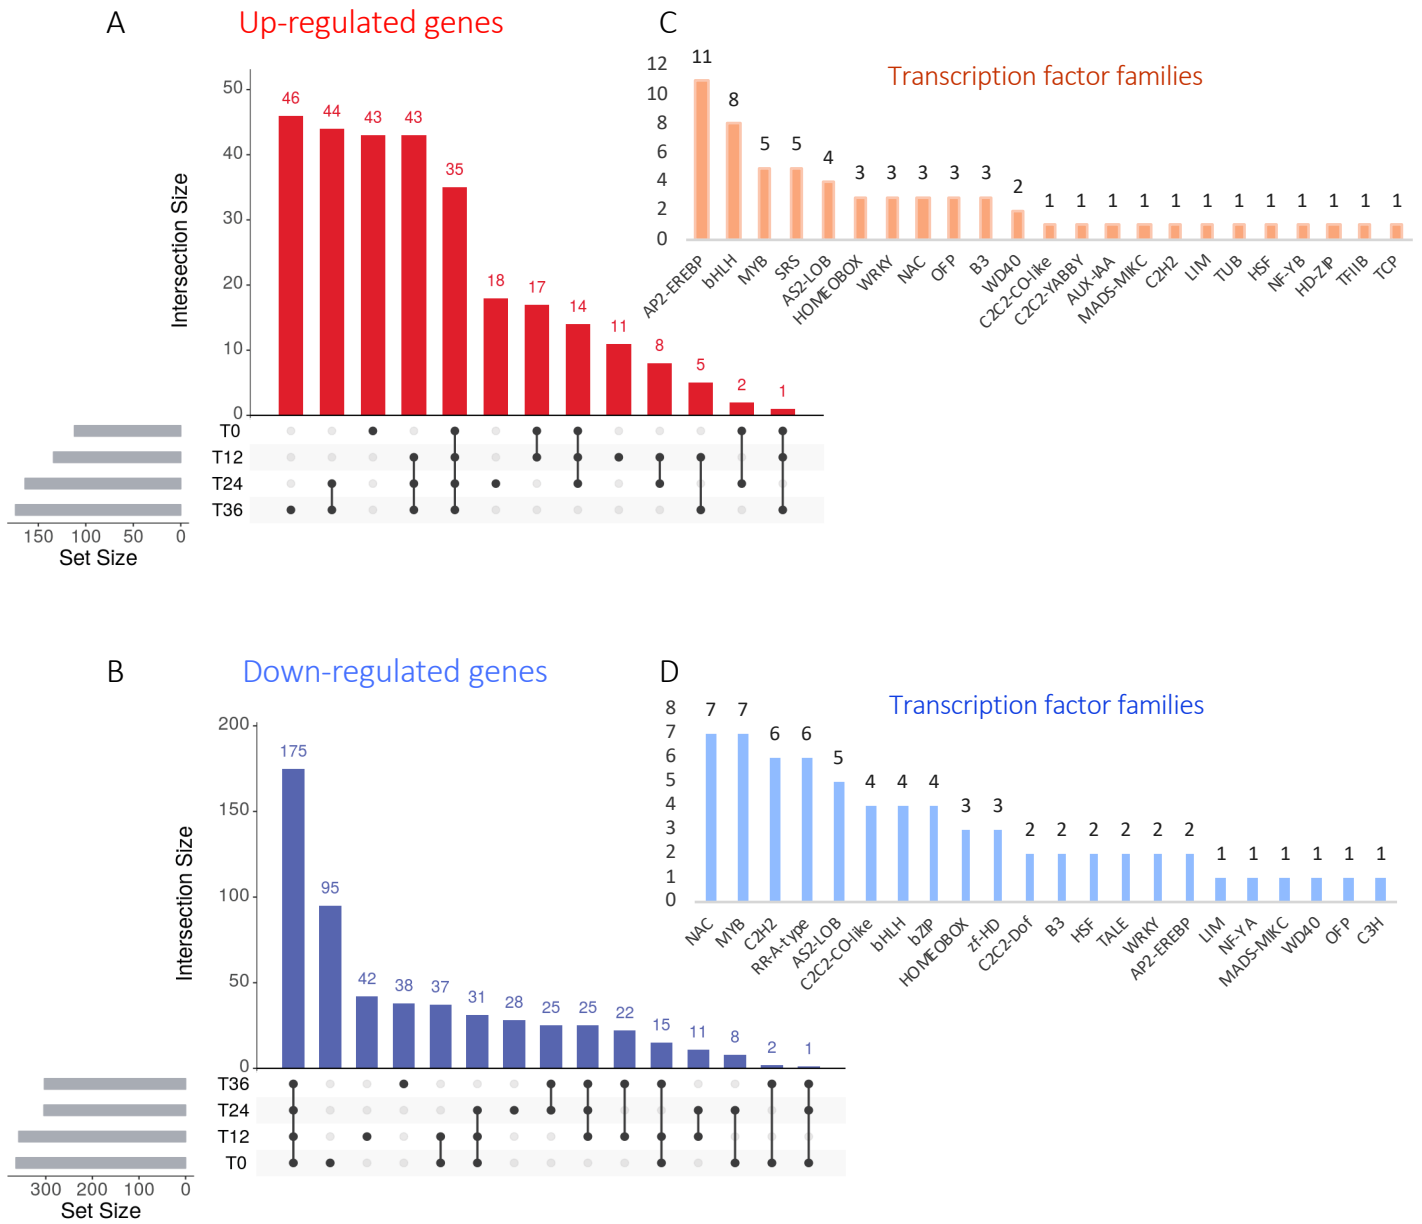 A
Up-regulated genes
Intersection Size
50
40
30
20
10
0
46
44
43
43
35
18
17
14
11
8
5
2
1
T0
T12
T24
T36
150 100 50 0
Set Size
C
Transcription factor families
12
10
8
6
4
2
0
11
8
5
5
4
3
3
3
3
3
2
1
1
1
1
1
1
1
1
1
1
1
1
AP2-EREBP
bHLH
MYB
SRS
AS2-LOB
HOMEOBOX
WRKY
NAC
OFP
B3
WD40
C2C2-CO-like
C2C2-YABBY
AUX-IAA
MADS-MIKC
C2H2
LIM
TUB
HSF
NF-YB
HD-ZIP
TFIIB
TCP
B
Down-regulated genes
Intersection Size
200
150
100
50
0
175
95
42
38
37
31
28
25
25
22
15
11
8
2
1
T36
T24
T12
T0
300 200 100 0
Set Size
D
Transcription factor families
8
7
6
5
4
3
2
1
0
7
7
6
6
5
4
4
4
3
3
2
2
2
2
2
2
1
1
1
1
1
1
NAC
MYB
C2H2
RR-A-type
AS2-LOB
C2C2-CO-like
bHLH
bZIP
HOMEOBOX
zf-HD
C2C2-Dof
B3
HSF
TALE
WRKY
AP2-EREBP
LIM
NF-YA
MADS-MIKC
WD40
OFP
C3H